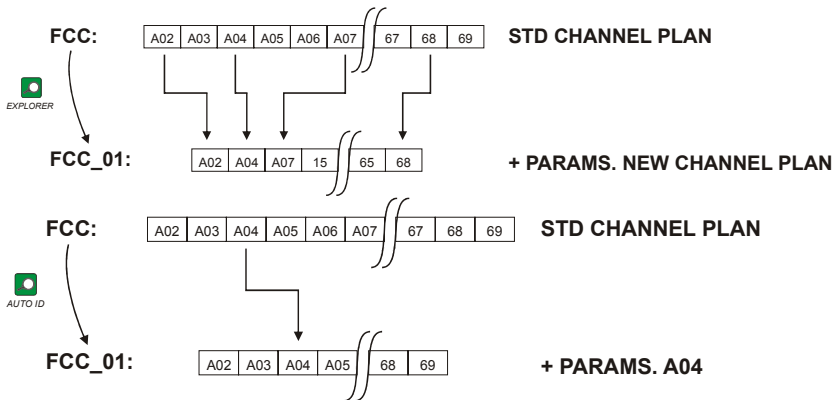 FCC: A02 A03 A04 A05 A06 A07 67 68 69 STD CHANNEL PLAN
EXPLORER
FCC_01: A02 A04 A07 15 65 68 + PARAMS. NEW CHANNEL PLAN
FCC: A02 A03 A04 A05 A06 A07 67 68 69 STD CHANNEL PLAN
AUTO ID
FCC_01: A02 A03 A04 A05 68 69 + PARAMS. A04